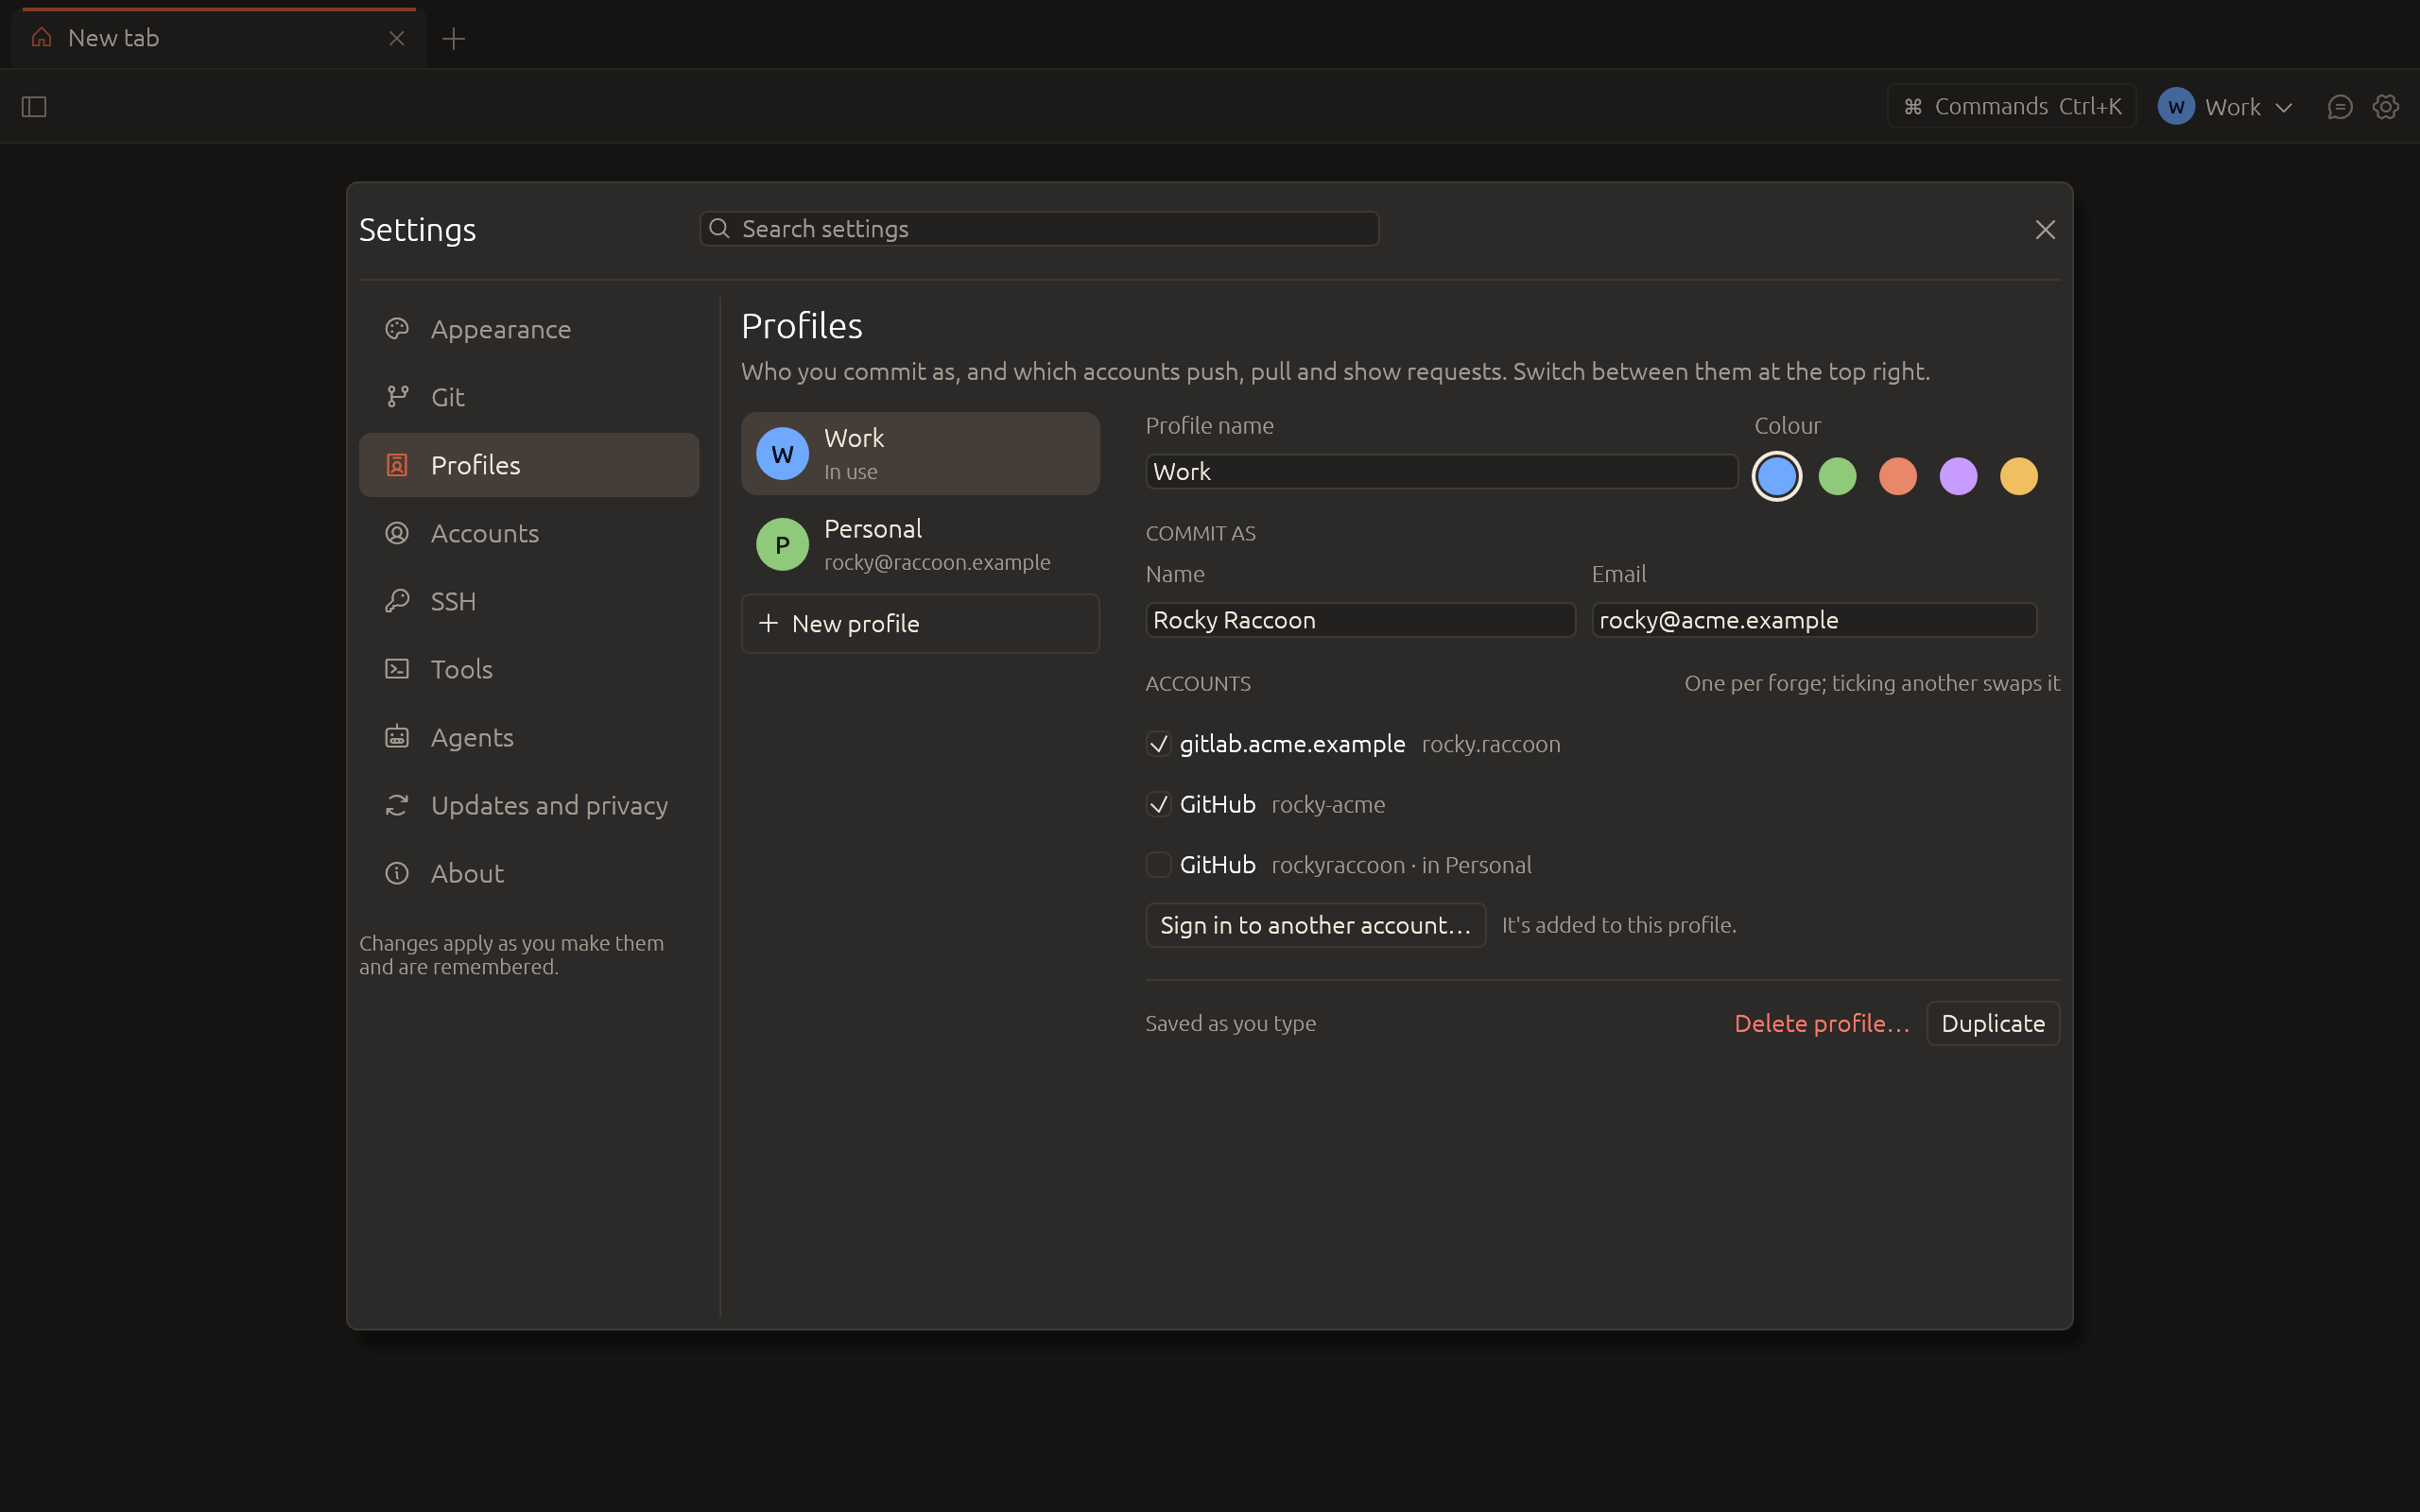 New tab
⌘ Commands Ctrl+K
W Work
Settings
Search settings
Appearance
Git
Profiles
Accounts
SSH
Tools
Agents
Updates and privacy
About
Changes apply as you make them
and are remembered.
Profiles
Who you commit as, and which accounts push, pull and show requests. Switch between them at the top right.
W Work
In use
P Personal
rocky@raccoon.example
New profile
Profile name
Colour
Work
COMMIT AS
Name
Email
Rocky Raccoon
rocky@acme.example
ACCOUNTS
One per forge; ticking another swaps it
gitlab.acme.example rocky.raccoon
GitHub rocky-acme
GitHub rockyraccoon · in Personal
Sign in to another account…
It's added to this profile.
Saved as you type
Delete profile…
Duplicate